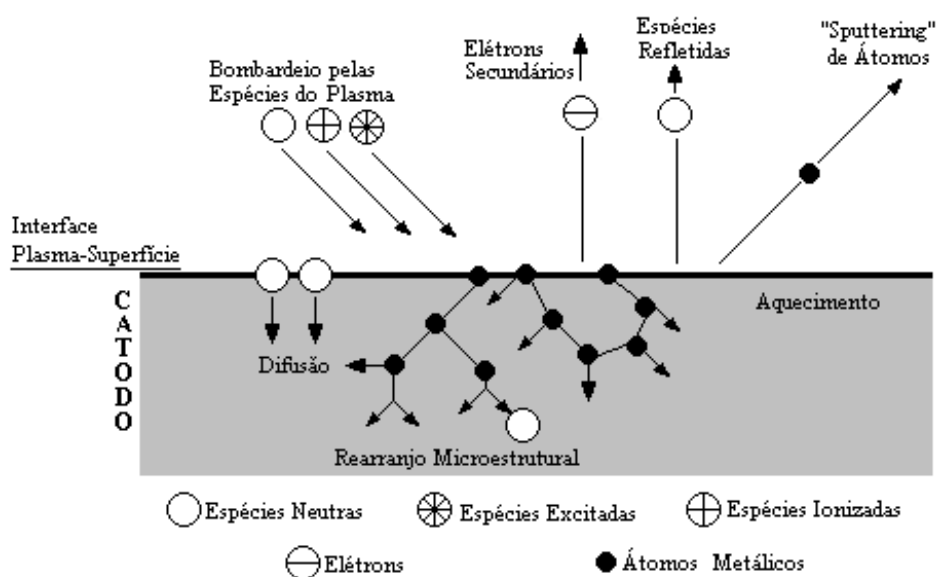 Bombardeio pelas
Espécies do Plasma
Elétrons
Secundários
Espécies
Refletidas
"Sputtering"
de Átomos
Interface
Plasma-Superfície
CATODO
Aquecimento
Difusão
Rearranjo Microestrutural
Espécies Neutras
Espécies Excitadas
Espécies Ionizadas
Elétrons
Átomos Metálicos